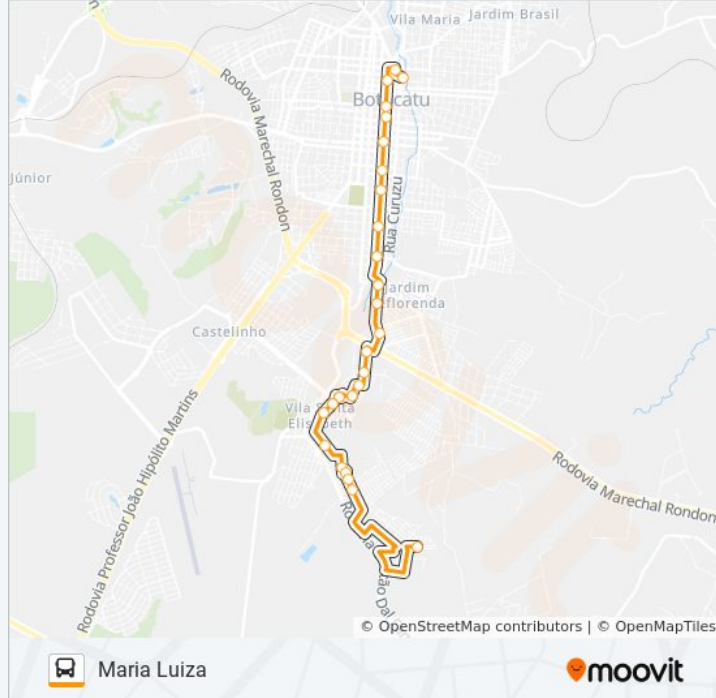 Jardim Brasil
Vila Maria
Rodovia Marechal Rondon
Botucatu
Júnior
Rua Curuzu
Jardim
Reflorenda
Castelinho
Vila Santa
Elisabeth
Rodovia Professor João Hipólito Martins
Rodovia Marechal Rondon
© OpenStreetMap contributors | © OpenMapTiles
Maria Luiza
moovit